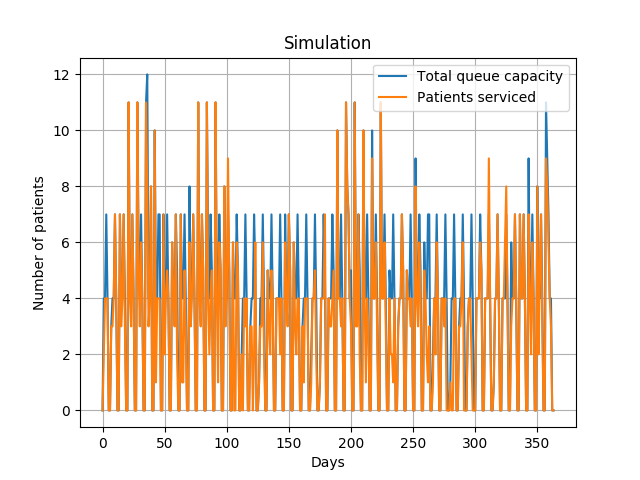 Simulation
Total queue capacity
Patients serviced
12
10
8
6
4
2
0
Number of patients
0 50 100 150 200 250 300 350
Days